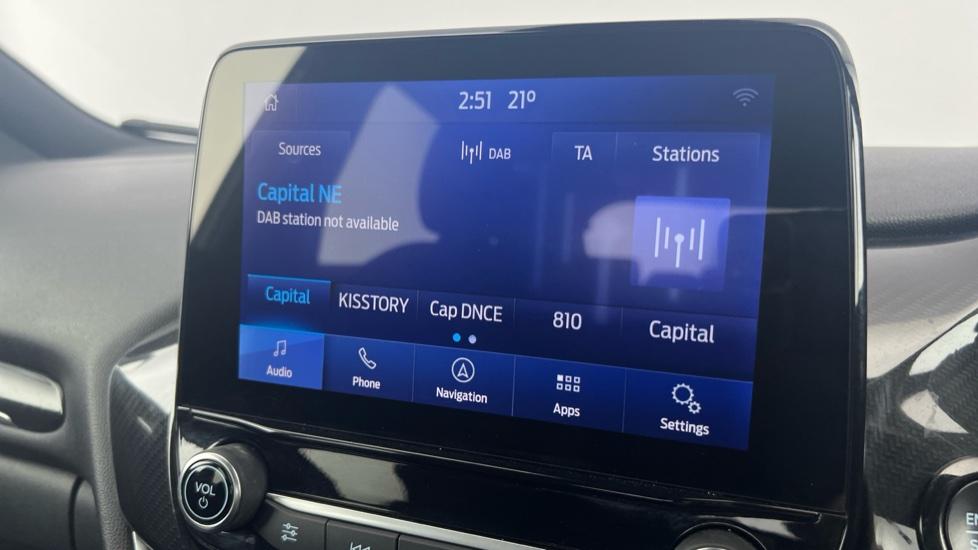 2:51 21º
Sources DAB TA Stations
Capital NE
DAB station not available
Capital KISSTORY Cap DNCE 810 Capital
Audio Phone Navigation Apps Settings
VOL
EN